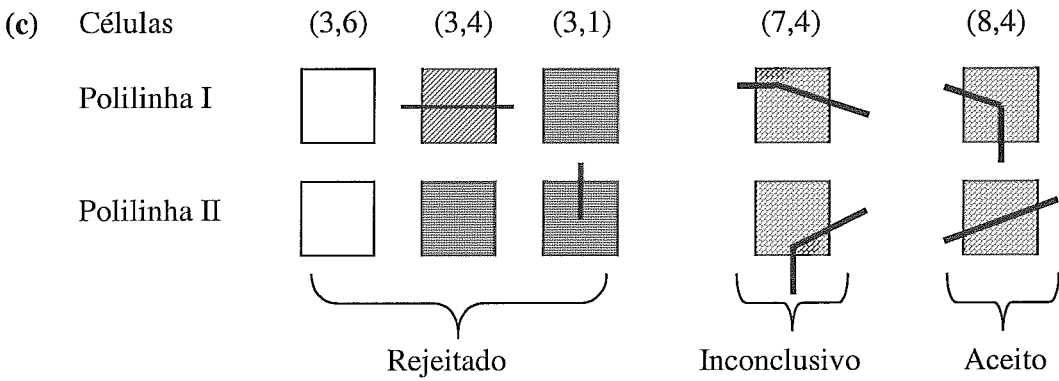 (c) Células (3,6) (3,4) (3,1) (7,4) (8,4)
Polilinha I
Polilinha II
Rejeitado Inconclusivo Aceito